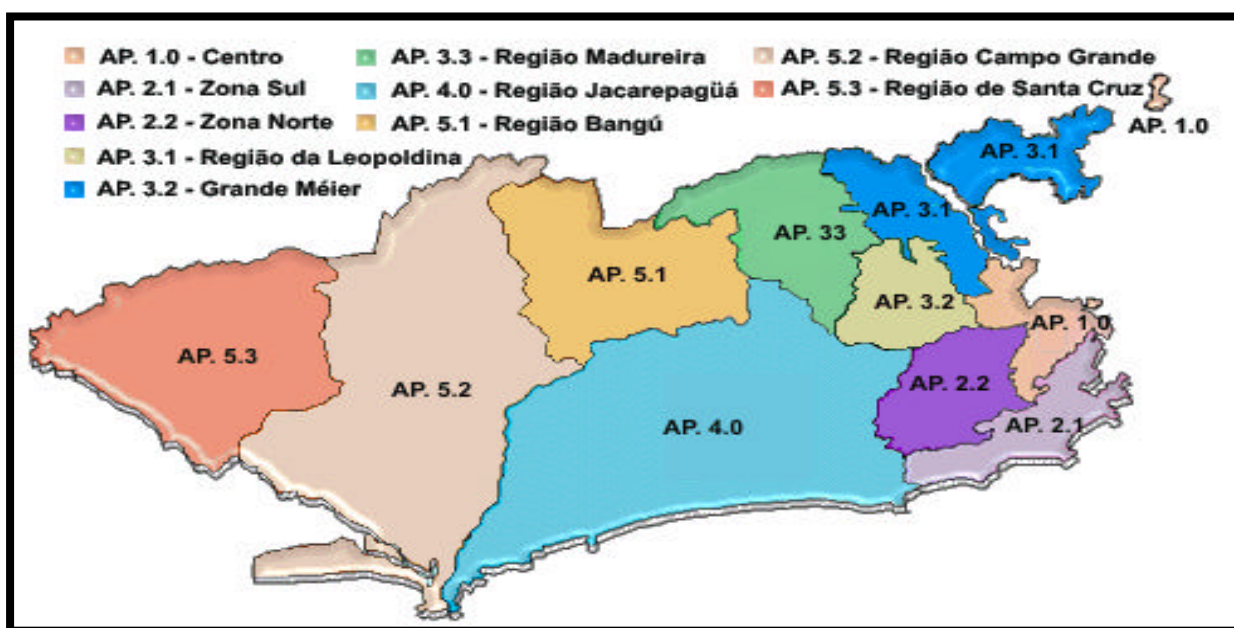 AP. 1.0 - Centro
AP. 2.1 - Zona Sul
AP. 2.2 - Zona Norte
AP. 3.1 - Região da Leopoldina
AP. 3.2 - Grande Méier
AP. 3.3 - Região Madureira
AP. 4.0 - Região Jacarepagüá
AP. 5.1 - Região Bangú
AP. 5.2 - Região Campo Grande
AP. 5.3 - Região de Santa Cruz
AP. 1.0
AP. 3.1
AP. 3.1
AP. 33
AP. 5.1
AP. 3.2
AP. 1.0
AP. 5.3
AP. 5.2
AP. 2.2
AP. 4.0
AP. 2.1